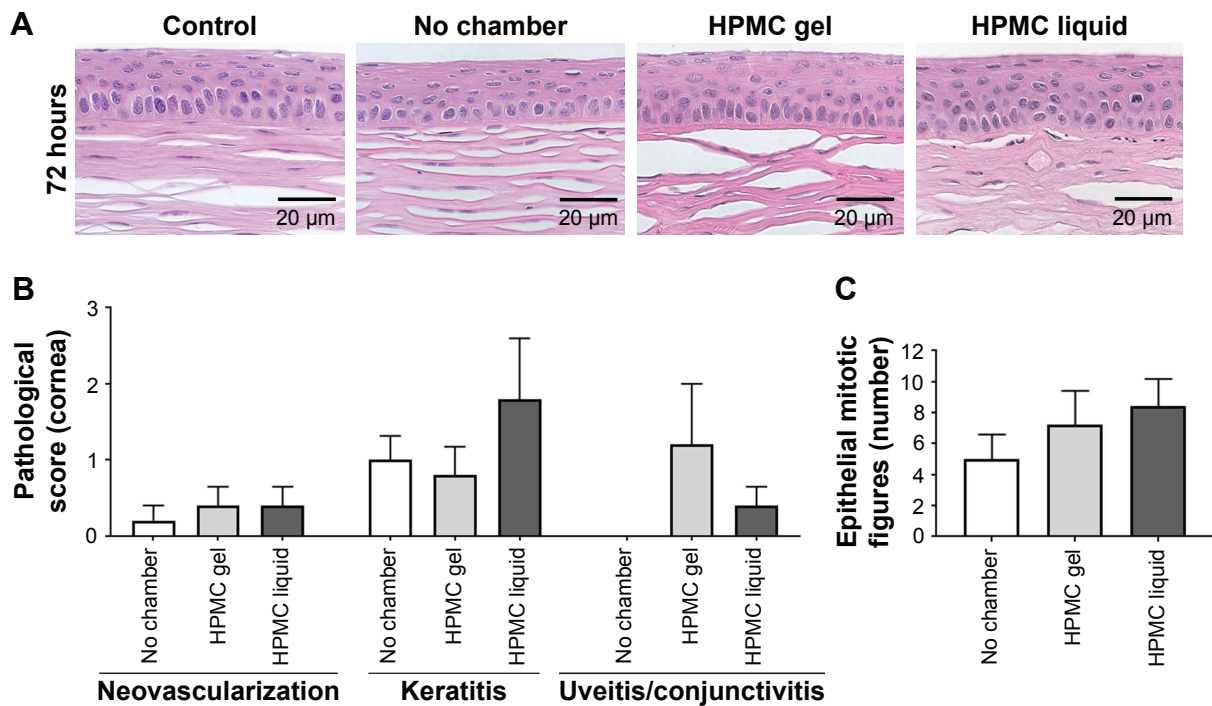 A
Control
No chamber
HPMC gel
HPMC liquid
72 hours
20 µm
20 µm
20 µm
20 µm
B
Pathological
score (cornea)
3
2
1
0
No chamber
HPMC gel
HPMC liquid
No chamber
HPMC gel
HPMC liquid
No chamber
HPMC gel
HPMC liquid
Neovascularization
Keratitis
Uveitis/conjunctivitis
C
Epithelial mitotic
figures (number)
12
10
8
6
4
2
0
No chamber
HPMC gel
HPMC liquid